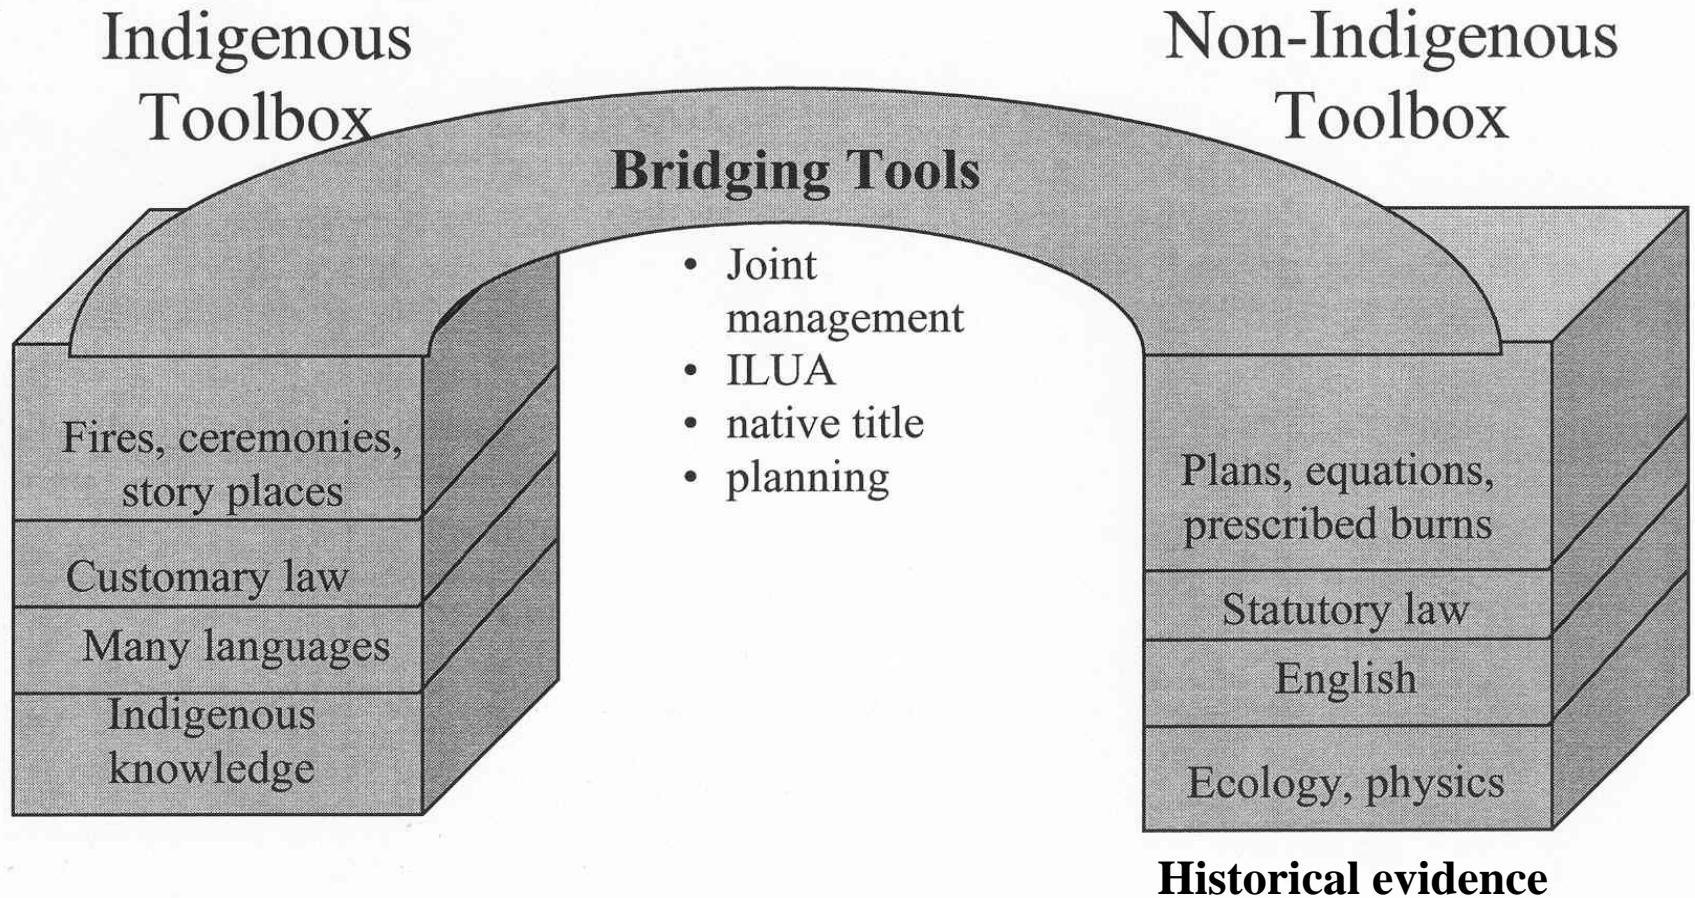 Indigenous
Toolbox
Non-Indigenous
Toolbox
Bridging Tools
• Joint
management
• ILUA
• native title
• planning
Fires, ceremonies,
story places
Customary law
Many languages
Indigenous
knowledge
Plans, equations,
prescribed burns
Statutory law
English
Ecology, physics
Historical evidence